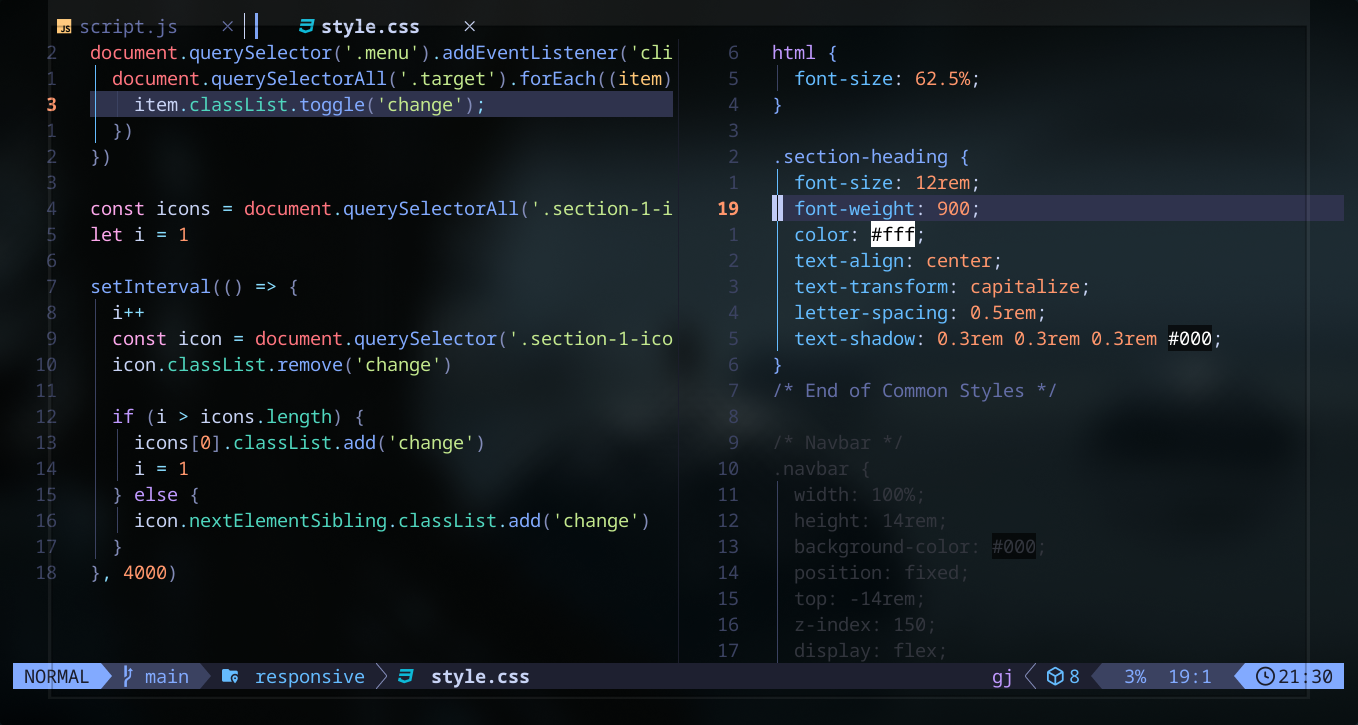 JS script.js × style.css ×
2 document.querySelector('.menu').addEventListener('cli
1 document.querySelectorAll('.target').forEach((item)
3 item.classList.toggle('change');
1 })
2 })
3
4 const icons = document.querySelectorAll('.section-1-i
5 let i = 1
6
7 setInterval(() => {
8 i++
9 const icon = document.querySelector('.section-1-ico
10 icon.classList.remove('change')
11
12 if (i > icons.length) {
13 icons[0].classList.add('change')
14 i = 1
15 } else {
16 icon.nextElementSibling.classList.add('change')
17 }
18 }, 4000)
6 html {
5 font-size: 62.5%;
4 }
3
2 .section-heading {
1 font-size: 12rem;
19 font-weight: 900;
1 color: #fff;
2 text-align: center;
3 text-transform: capitalize;
4 letter-spacing: 0.5rem;
5 text-shadow: 0.3rem 0.3rem 0.3rem #000;
6 }
7 /* End of Common Styles */
8
9 /* Navbar */
10 .navbar {
11 width: 100%;
12 height: 14rem;
13 background-color: #000;
14 position: fixed;
15 top: -14rem;
16 z-index: 150;
17 display: flex;
NORMAL main responsive style.css gj 8 3% 19:1 21:30